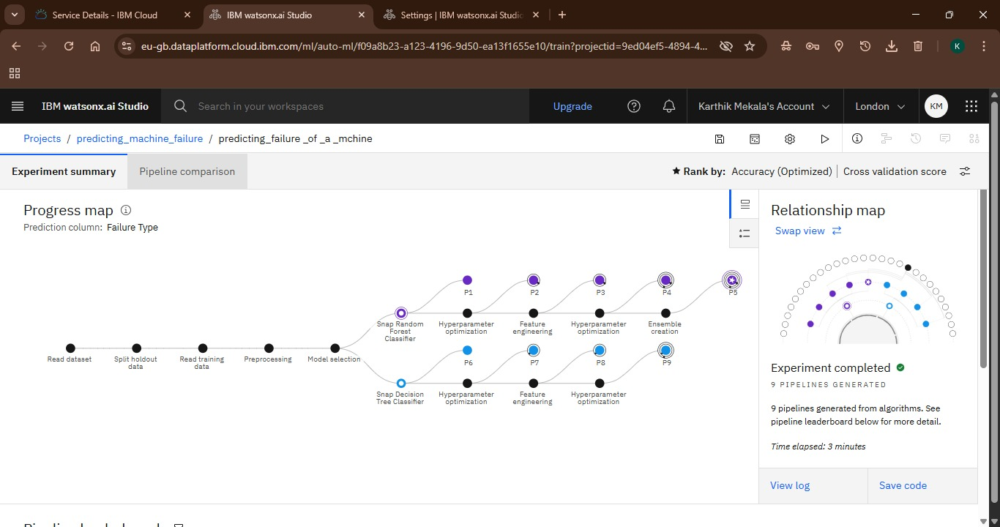 Service Details - IBM Cloud
IBM watsonx.ai Studio
Settings | IBM watsonx.ai Studio
eu-gb.dataplatform.cloud.ibm.com/ml/auto-ml/f09a8b23-a123-4196-9d50-ea13f1655e10/train?projectid=9ed04ef5-4894-4...
K
IBM watsonx.ai Studio
Search in your workspaces
Upgrade
Karthik Mekala's Account
London
KM
Projects / predicting_machine_failure / predicting_failure _of _a _mchine
Experiment summary
Pipeline comparison
Rank by: Accuracy (Optimized) | Cross validation score
Progress map
Prediction column: Failure Type
P1
P2
P3
P4
P5
Snap Random
Forest
Classifier
Hyperparameter
optimization
Feature
engineering
Hyperparameter
optimization
Ensemble
creation
Read dataset
Split holdout
data
Read training
data
Preprocessing
Model selection
P6
P7
P8
P9
Snap Decision
Tree Classifier
Hyperparameter
optimization
Feature
engineering
Hyperparameter
optimization
Relationship map
Swap view
Experiment completed
9 PIPELINES GENERATED
9 pipelines generated from algorithms. See
pipeline leaderboard below for more detail.
Time elapsed: 3 minutes
View log
Save code